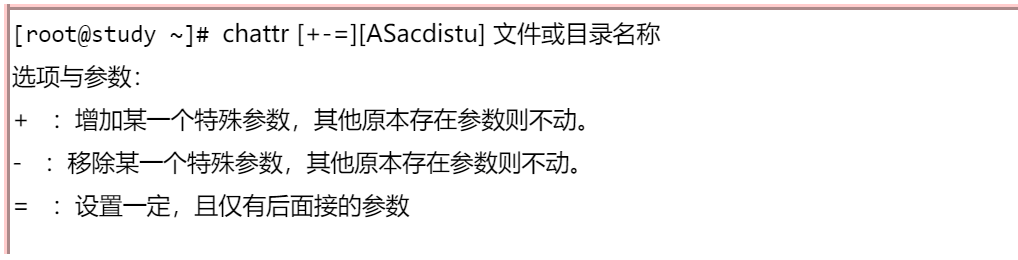 [root@study ~]# chattr [+-=][ASacdistu] 文件或目录名称
选项与参数：
+ ：增加某一个特殊参数，其他原本存在参数则不动。
- ：移除某一个特殊参数，其他原本存在参数则不动。
= ：设置一定，且仅有后面接的参数